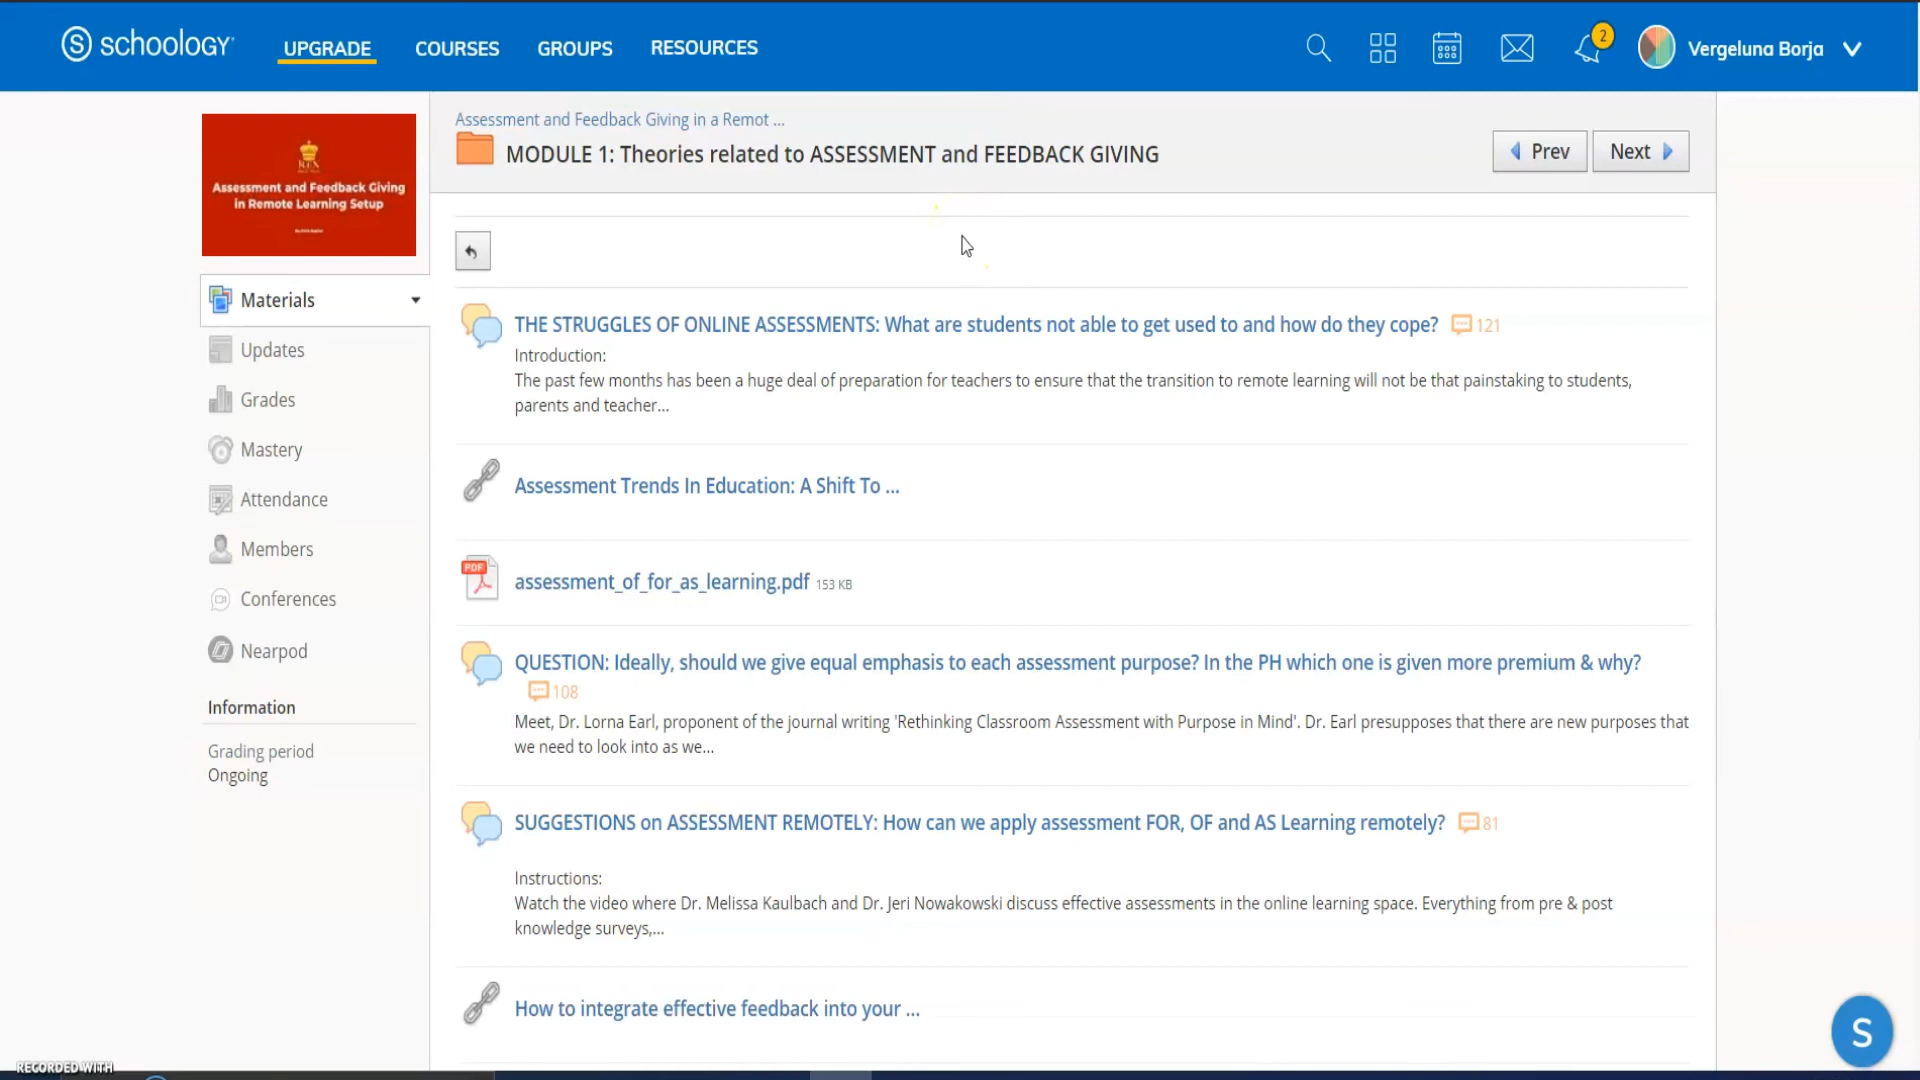 schoology
UPGRADE
COURSES
GROUPS
RESOURCES
2
Vergeluna Borja
Assessment and Feedback Giving
in Remote Learning Setup
Assessment and Feedback Giving in a Remot ...
MODULE 1: Theories related to ASSESSMENT and FEEDBACK GIVING
Prev
Next
Materials
Updates
Grades
Mastery
Attendance
Members
Conferences
Nearpod
Information
Grading period
Ongoing
THE STRUGGLES OF ONLINE ASSESSMENTS: What are students not able to get used to and how do they cope? 121
Introduction:
The past few months has been a huge deal of preparation for teachers to ensure that the transition to remote learning will not be that painstaking to students,
parents and teacher...
Assessment Trends In Education: A Shift To ...
PDF
assessment_of_for_as_learning.pdf 153 KB
QUESTION: Ideally, should we give equal emphasis to each assessment purpose? In the PH which one is given more premium & why?
108
Meet, Dr. Lorna Earl, proponent of the journal writing 'Rethinking Classroom Assessment with Purpose in Mind'. Dr. Earl presupposes that there are new purposes that
we need to look into as we...
SUGGESTIONS on ASSESSMENT REMOTELY: How can we apply assessment FOR, OF and AS Learning remotely? 81
Instructions:
Watch the video where Dr. Melissa Kaulbach and Dr. Jeri Nowakowski discuss effective assessments in the online learning space. Everything from pre & post
knowledge surveys,...
How to integrate effective feedback into your ...
S
RECORDED WITH